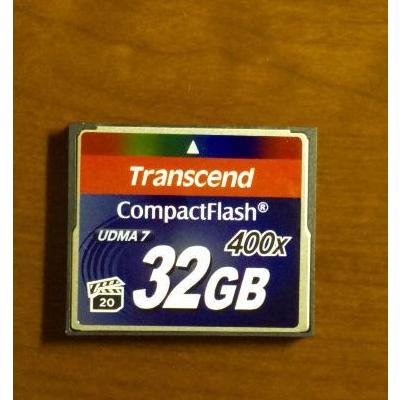 Transcend
CompactFlash®
UDMA 7
400x
20
32GB